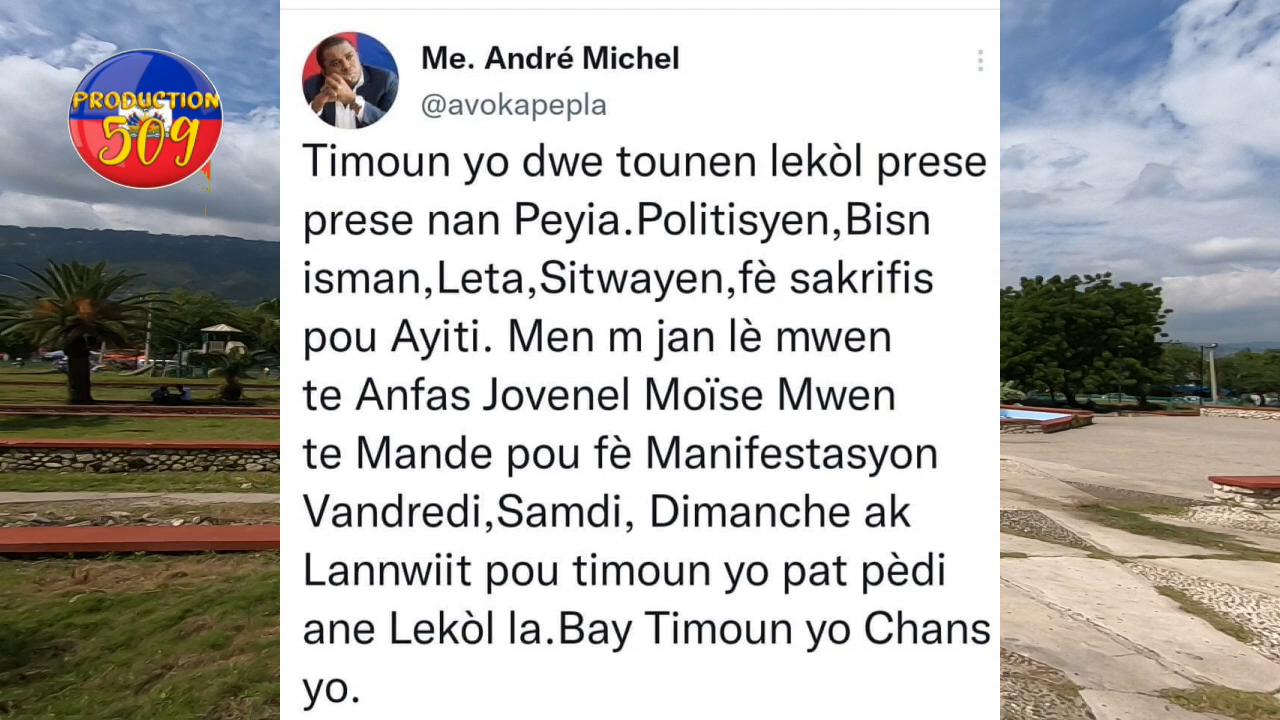 PRODUCTION
509
Me. André Michel
@avokapepla
Timoun yo dwe tounen lekòl prese
prese nan Peyia.Politisyen,Bisn
isman,Leta,Sitwayen,fè sakrifis
pou Ayiti. Men m jan lè mwen
te Anfas Jovenel Moïse Mwen
te Mande pou fè Manifestasyon
Vandredi,Samdi, Dimanche ak
Lannwiit pou timoun yo pat pèdi
ane Lekòl la.Bay Timoun yo Chans
yo.